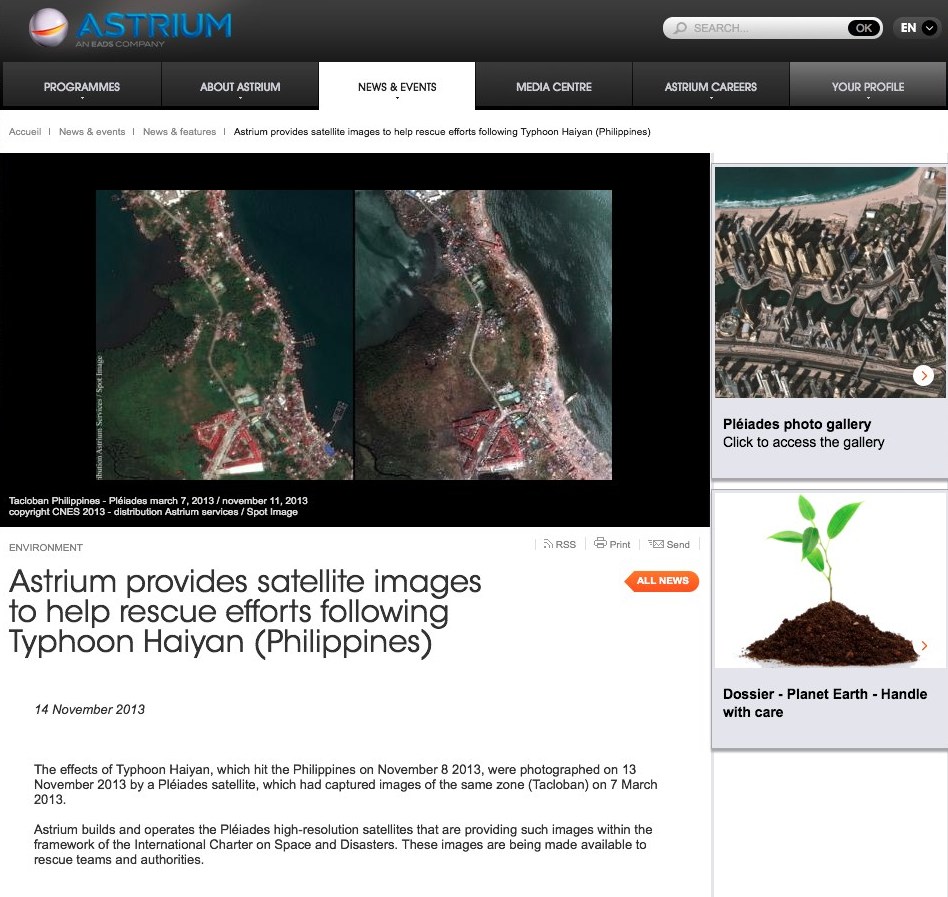 ASTRIUM
AN EADS COMPANY
SEARCH... OK EN
PROGRAMMES ABOUT ASTRIUM NEWS & EVENTS MEDIA CENTRE ASTRIUM CAREERS YOUR PROFILE
Accueil | News & events | News & features | Astrium provides satellite images to help rescue efforts following Typhoon Haiyan (Philippines)
Astrium Services / Spot Image
Tacloban Philippines - Pléiades march 7, 2013 / november 11, 2013
copyright CNES 2013 - distribution Astrium services / Spot Image
ENVIRONMENT
RSS Print Send
ALL NEWS
Astrium provides satellite images
to help rescue efforts following
Typhoon Haiyan (Philippines)
14 November 2013
The effects of Typhoon Haiyan, which hit the Philippines on November 8 2013, were photographed on 13
November 2013 by a Pléiades satellite, which had captured images of the same zone (Tacloban) on 7 March
2013.
Astrium builds and operates the Pléiades high-resolution satellites that are providing such images within the
framework of the International Charter on Space and Disasters. These images are being made available to
rescue teams and authorities.
Pléiades photo gallery
Click to access the gallery
Dossier - Planet Earth - Handle
with care